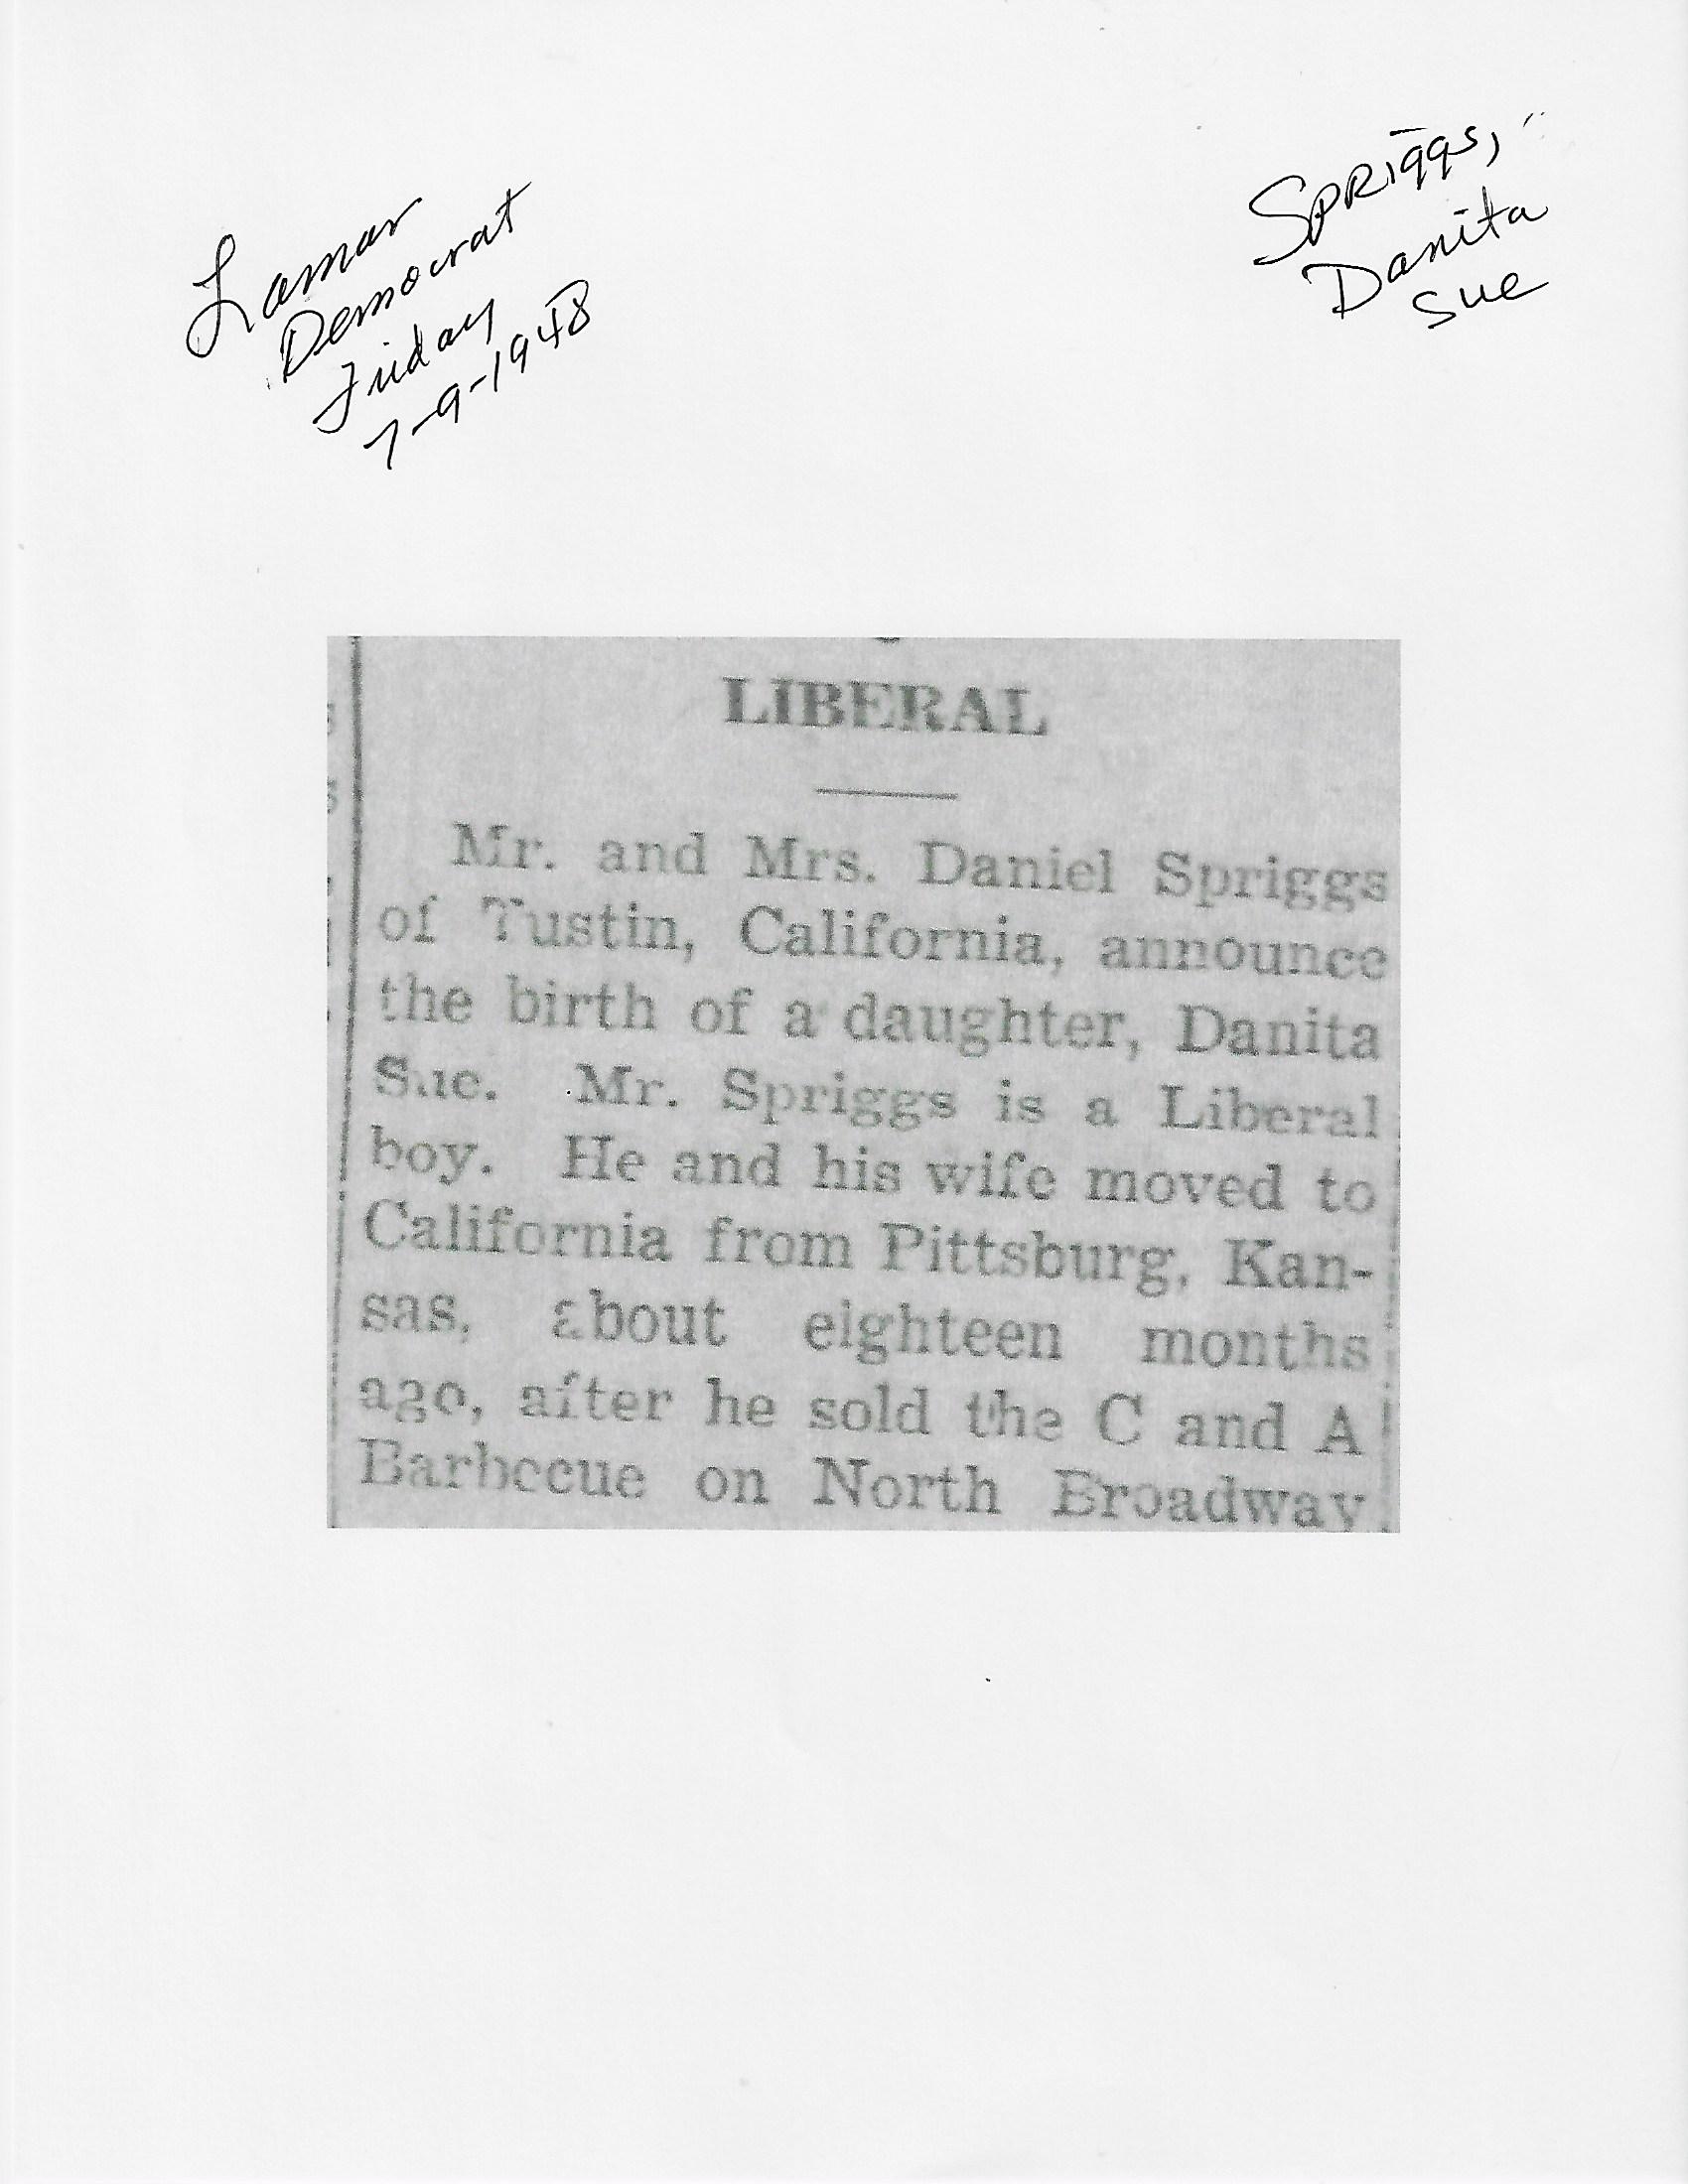 Lamar
Democrat
Friday
7-9-1948
Spriggs,
Danita
Sue
LIBERAL
Mr. and Mrs. Daniel Spriggs
of Tustin, California, announce
the birth of a daughter, Danita
Sue. Mr. Spriggs is a Liberal
boy. He and his wife moved to
California from Pittsburg, Kan-
sas, about eighteen months
ago, after he sold the C and A
Barbecue on North Broadway